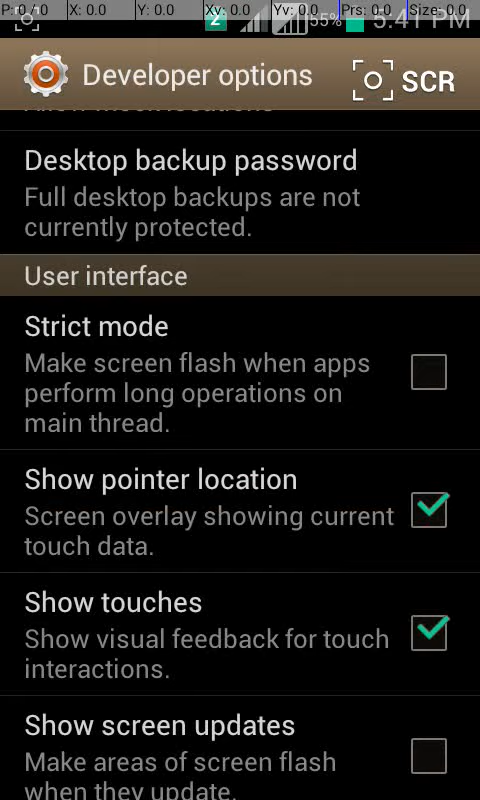 P: 0 / 0 X: 0.0 Y: 0.0 Xv: 0.0 Yv: 0.0 Prs: 0.0 Size: 0.0
2 55% 5:41 PM
Developer options SCR
Allow mock locations
Desktop backup password
Full desktop backups are not
currently protected.
User interface
Strict mode
Make screen flash when apps
perform long operations on
main thread.
Show pointer location
Screen overlay showing current
touch data.
Show touches
Show visual feedback for touch
interactions.
Show screen updates
Make areas of screen flash
when they update.